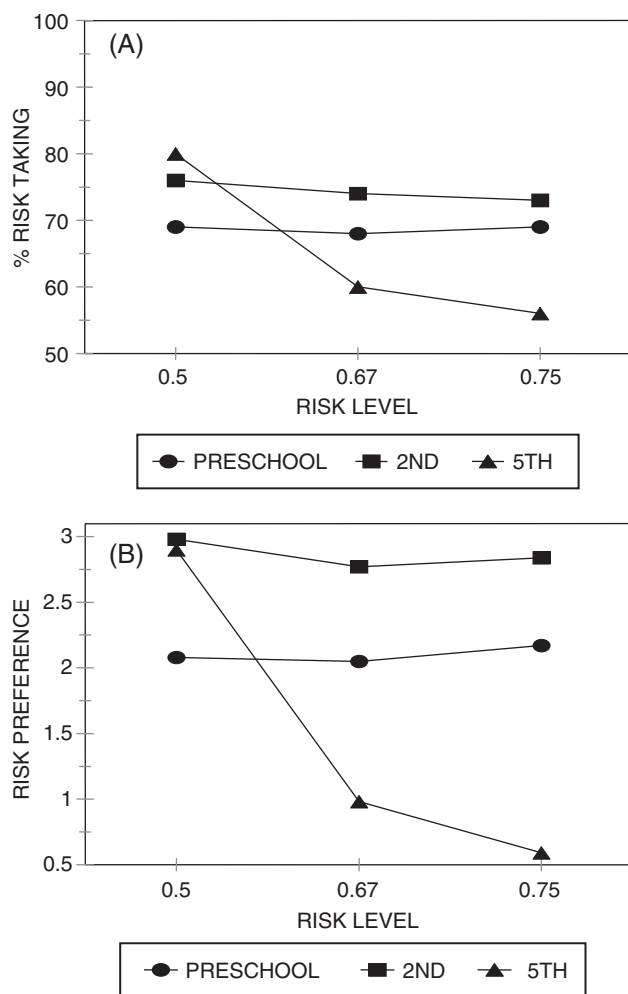 (A)
% RISK TAKING
100
90
80
70
60
50
0.5 0.67 0.75
RISK LEVEL
PRESCHOOL 2ND 5TH
(B)
RISK PREFERENCE
3
2.5
2
1.5
1
0.5
0.5 0.67 0.75
RISK LEVEL
PRESCHOOL 2ND 5TH